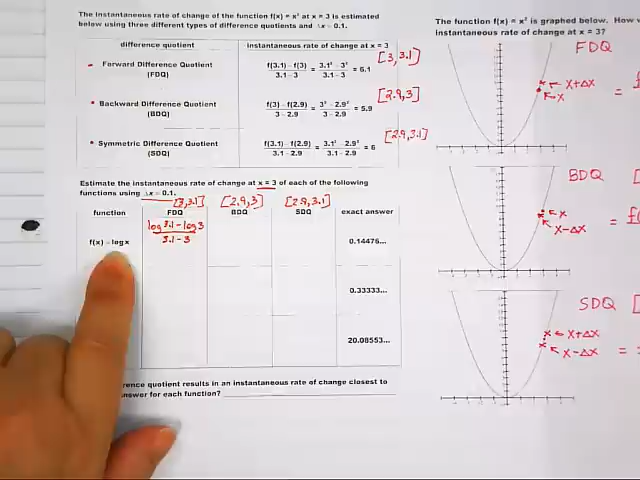 The instantaneous rate of change of the function f(x) = x² at x = 3 is estimated
below using three different types of difference quotients and Δx = 0.1.
difference quotient instantaneous rate of change at x = 3
Forward Difference Quotient
(FDQ)
f(3.1) – f(3) / 3.1 – 3 = 3.1² – 3² / 3.1 – 3 = 6.1
[3, 3.1]
Backward Difference Quotient
(BDQ)
f(3) – f(2.9) / 3 – 2.9 = 3² – 2.9² / 3 – 2.9 = 5.9
[2.9, 3]
Symmetric Difference Quotient
(SDQ)
f(3.1) – f(2.9) / 3.1 – 2.9 = 3.1² – 2.9² / 3.1 – 2.9 = 6
[2.9, 3.1]
Estimate the instantaneous rate of change at x = 3 of each of the following
functions using Δx = 0.1.
[3, 3.1] [2.9, 3] [2.9, 3.1]
function FDQ BDQ SDQ exact answer
f(x) = log x
log 3.1 – log 3 / 3.1 – 3
0.14476...
0.33333...
20.08553...
rence quotient results in an instantaneous rate of change closest to
answer for each function?
The function f(x) = x² is graphed below. How
instantaneous rate of change at x = 3?
FDQ
x+Δx
x
BDQ [
x
x-Δx
SDQ [
x+Δx
x-Δx